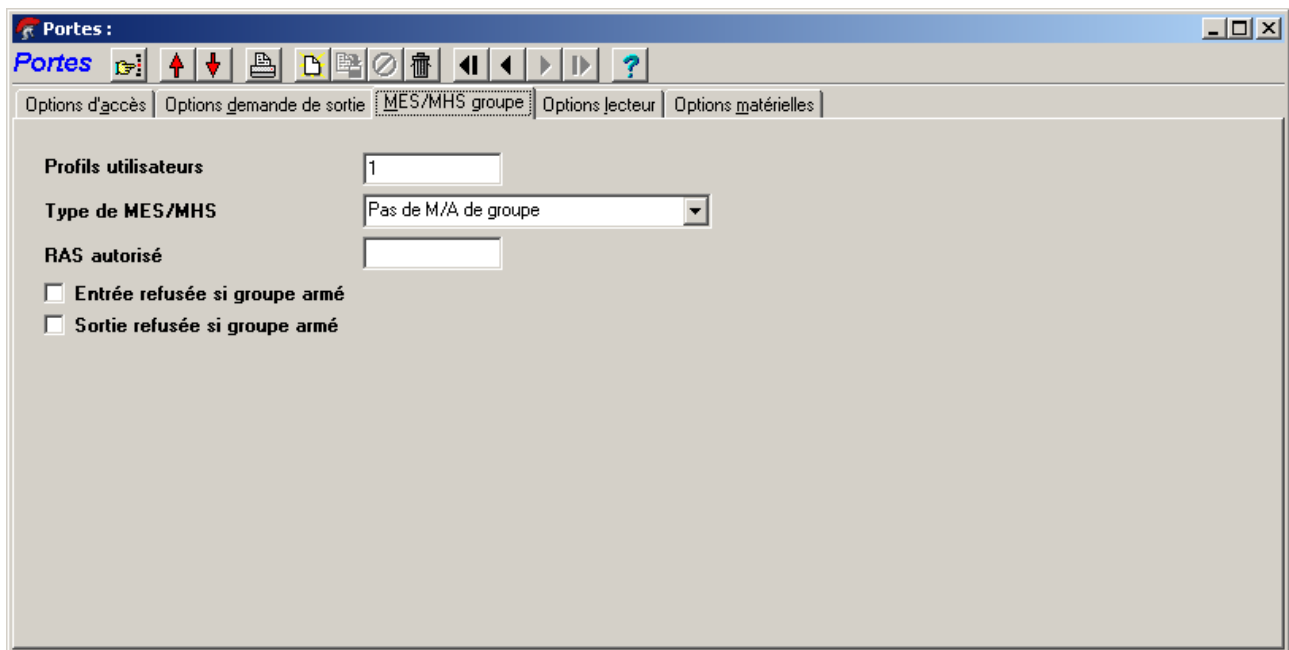 Portes :
Portes
Options d'accès Options demande de sortie MES/MHS groupe Options lecteur Options matérielles
Profils utilisateurs 1
Type de MES/MHS Pas de M/A de groupe
RAS autorisé
Entrée refusée si groupe armé
Sortie refusée si groupe armé